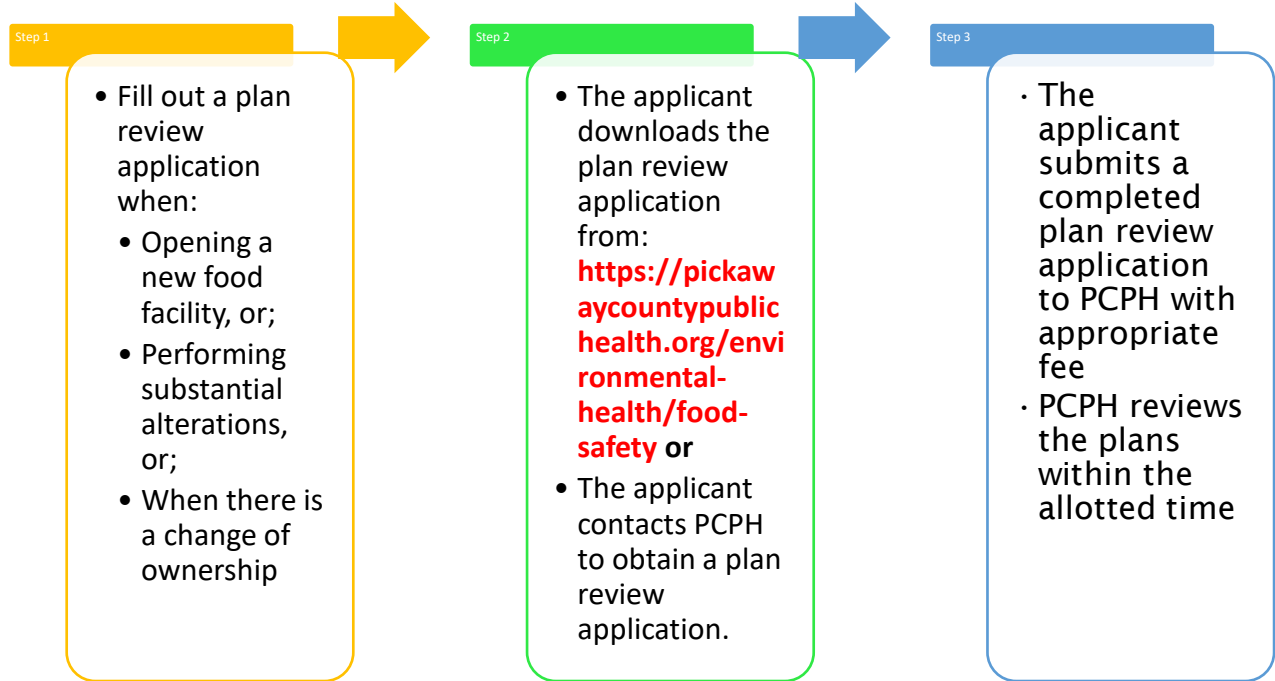 Step 1
• Fill out a plan
review
application
when:
• Opening a
new food
facility, or;
• Performing
substantial
alterations,
or;
• When there is
a change of
ownership
Step 2
• The applicant
downloads the
plan review
application
from:
https://pickaw
aycountypublic
health.org/envi
ronmental-
health/food-
safety or
• The applicant
contacts PCPH
to obtain a plan
review
application.
Step 3
· The
applicant
submits a
completed
plan review
application
to PCPH with
appropriate
fee
· PCPH reviews
the plans
within the
allotted time